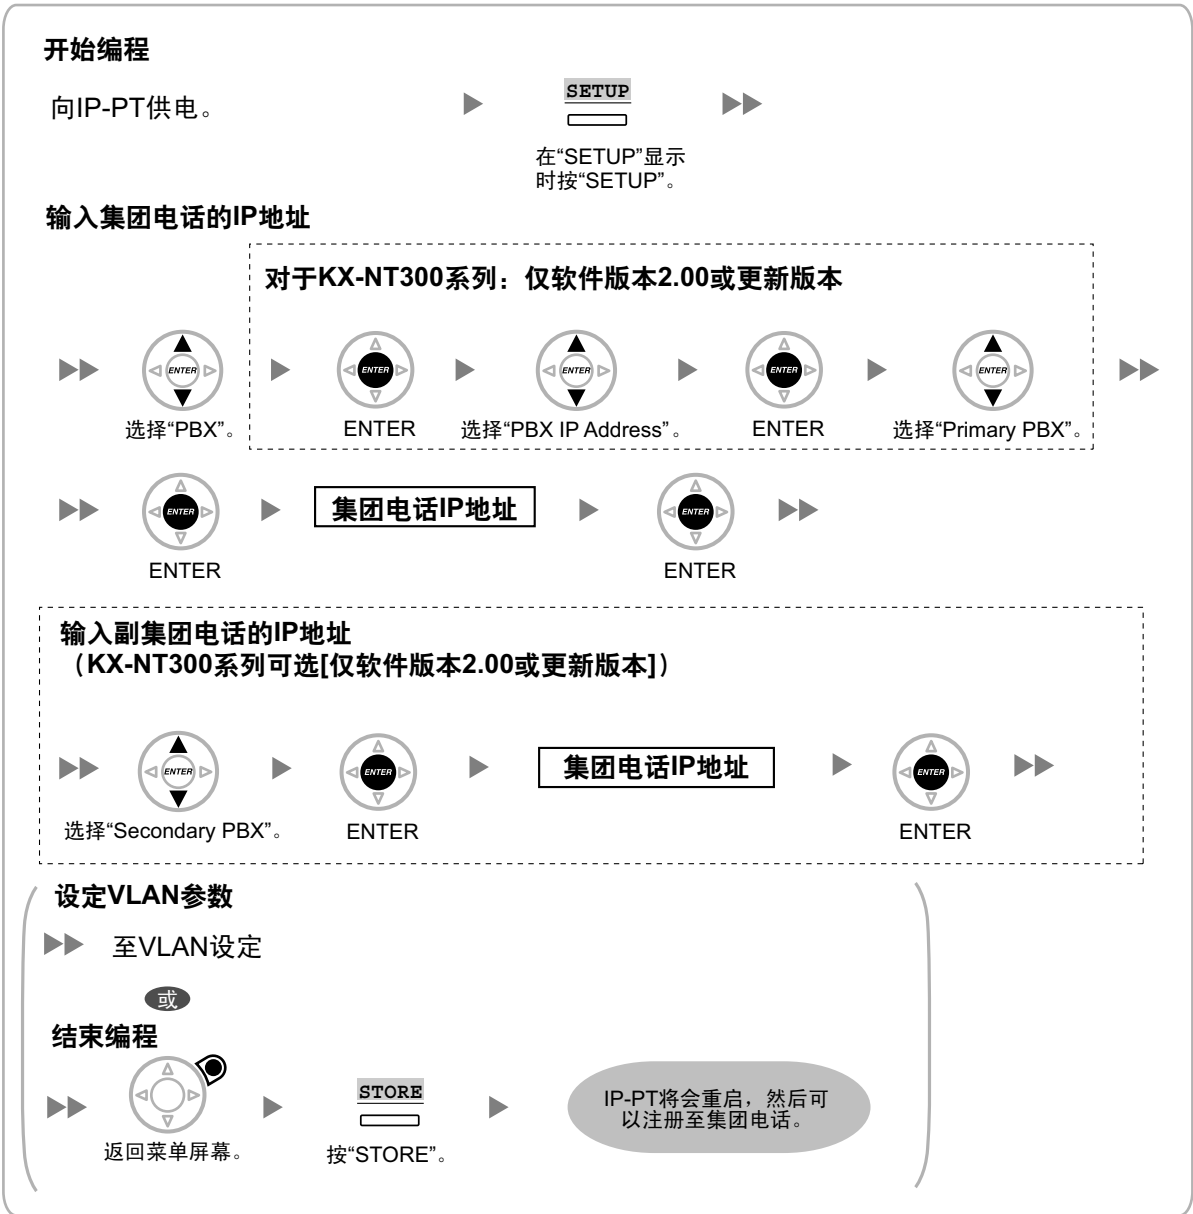 开始编程
向IP-PT供电。
SETUP
在“SETUP”显示
时按“SETUP”。
输入集团电话的IP地址
对于KX-NT300系列：仅软件版本2.00或更新版本
ENTER ENTER ENTER ENTER ENTER
选择“PBX”。 ENTER 选择“PBX IP Address”。 ENTER 选择“Primary PBX”。
ENTER 集团电话IP地址 ENTER
ENTER ENTER
输入副集团电话的IP地址
（KX-NT300系列可选[仅软件版本2.00或更新版本]）
ENTER ENTER 集团电话IP地址 ENTER
选择“Secondary PBX”。 ENTER ENTER
设定VLAN参数
至VLAN设定
或
结束编程
STORE
返回菜单屏幕。 按“STORE”。
IP-PT将会重启，然后可
以注册至集团电话。